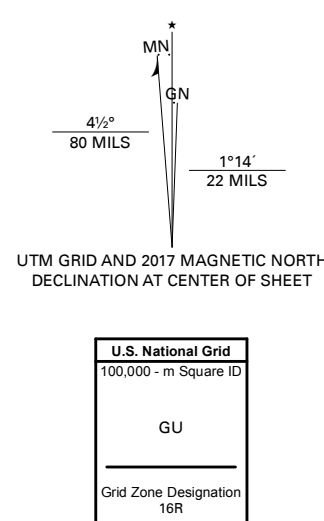 MN
GN
4½°
80 MILS
1°14´
22 MILS
UTM GRID AND 2017 MAGNETIC NORTH
DECLINATION AT CENTER OF SHEET
U.S. National Grid
100,000 - m Square ID
GU
Grid Zone Designation
16R